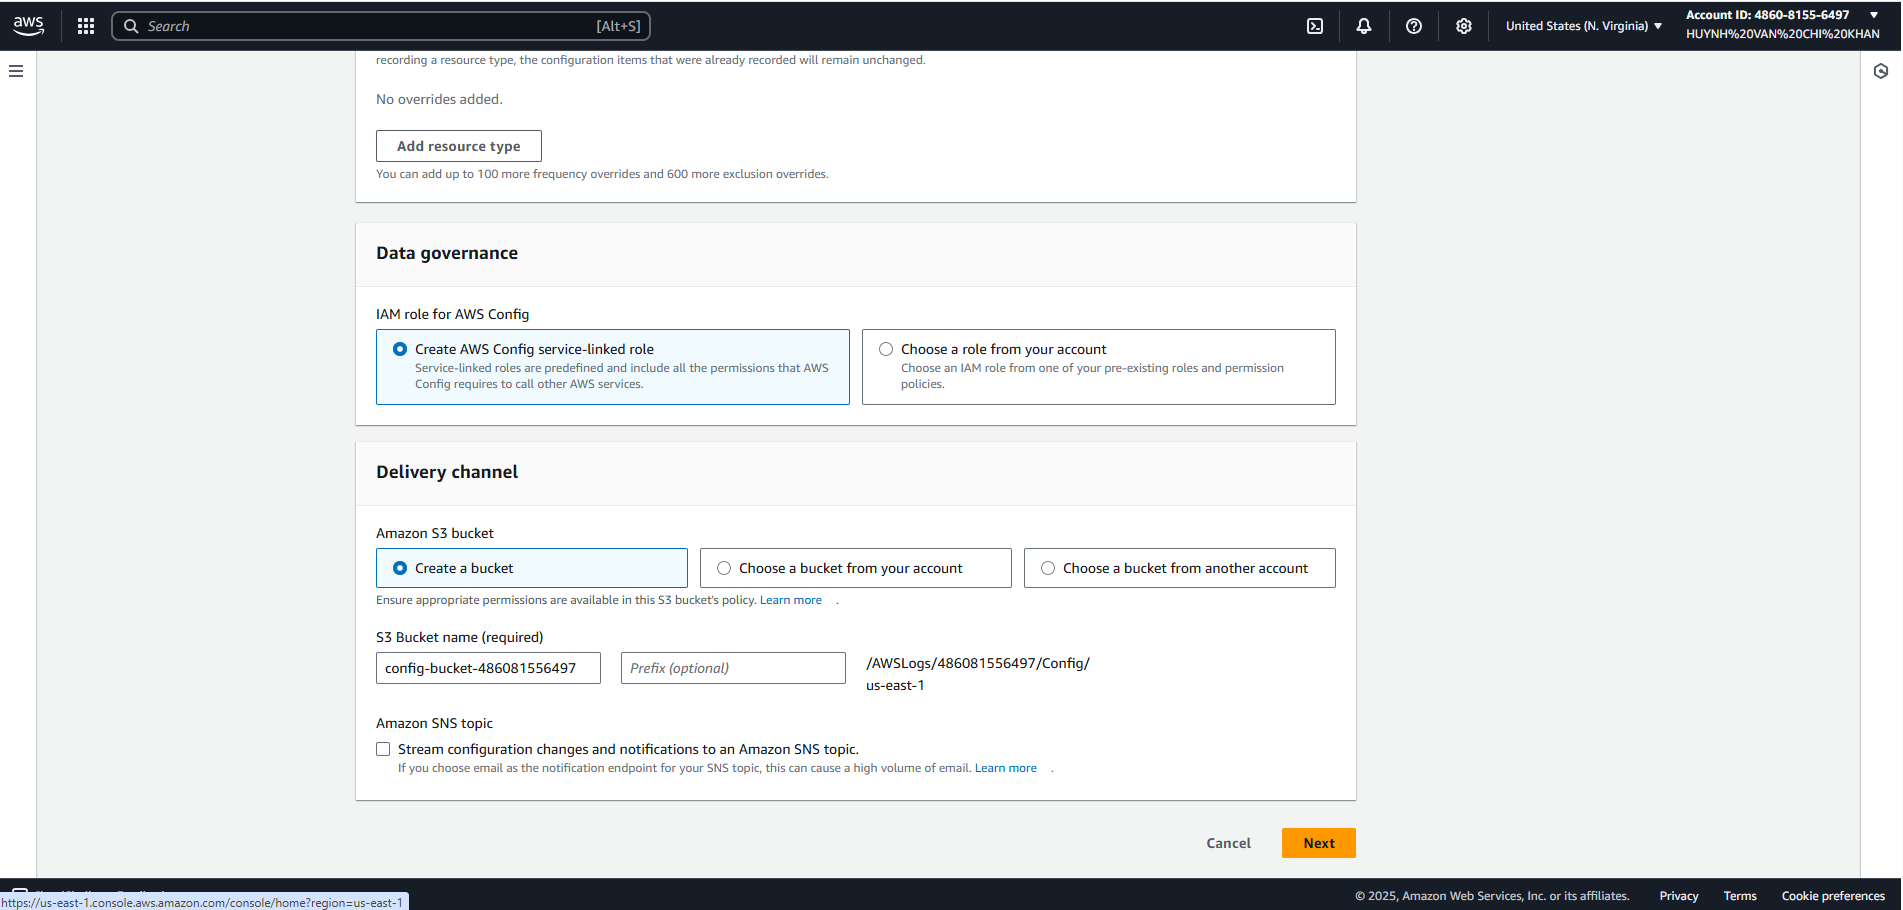 aws
Search
[Alt+S]
United States (N. Virginia)
Account ID: 4860-8155-6497
HUYNH%20VAN%20CHI%20KHAN
recording a resource type, the configuration items that were already recorded will remain unchanged.
No overrides added.
Add resource type
You can add up to 100 more frequency overrides and 600 more exclusion overrides.
Data governance
IAM role for AWS Config
Create AWS Config service-linked role
Service-linked roles are predefined and include all the permissions that AWS
Config requires to call other AWS services.
Choose a role from your account
Choose an IAM role from one of your pre-existing roles and permission
policies.
Delivery channel
Amazon S3 bucket
Create a bucket
Choose a bucket from your account
Choose a bucket from another account
Ensure appropriate permissions are available in this S3 bucket's policy. Learn more .
S3 Bucket name (required)
config-bucket-486081556497
Prefix (optional)
/AWSLogs/486081556497/Config/
us-east-1
Amazon SNS topic
Stream configuration changes and notifications to an Amazon SNS topic.
If you choose email as the notification endpoint for your SNS topic, this can cause a high volume of email. Learn more .
Cancel
Next
© 2025, Amazon Web Services, Inc. or its affiliates.
Privacy
Terms
Cookie preferences
https://us-east-1.console.aws.amazon.com/console/home?region=us-east-1